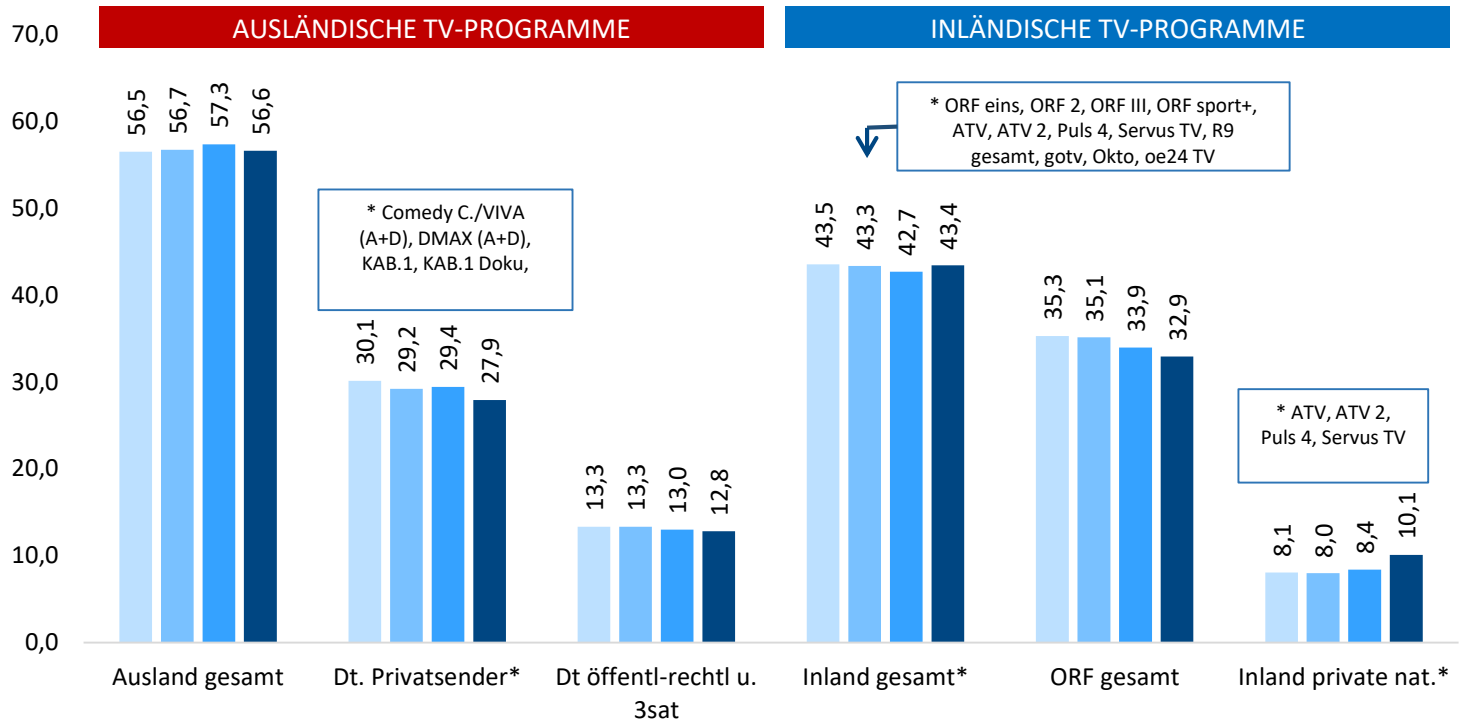 AUSLÄNDISCHE TV-PROGRAMME
INLÄNDISCHE TV-PROGRAMME
70,0
60,0
50,0
40,0
30,0
20,0
10,0
0,0
56,5
56,7
57,3
56,6
* Comedy C./VIVA
(A+D), DMAX (A+D),
KAB.1, KAB.1 Doku,
30,1
29,2
29,4
27,9
13,3
13,3
13,0
12,8
* ORF eins, ORF 2, ORF III, ORF sport+,
ATV, ATV 2, Puls 4, Servus TV, R9
gesamt, gotv, Okto, oe24 TV
43,5
43,3
42,7
43,4
35,3
35,1
33,9
32,9
* ATV, ATV 2,
Puls 4, Servus TV
8,1
8,0
8,4
10,1
Ausland gesamt
Dt. Privatsender*
Dt öffentl-rechtl u.
3sat
Inland gesamt*
ORF gesamt
Inland private nat.*